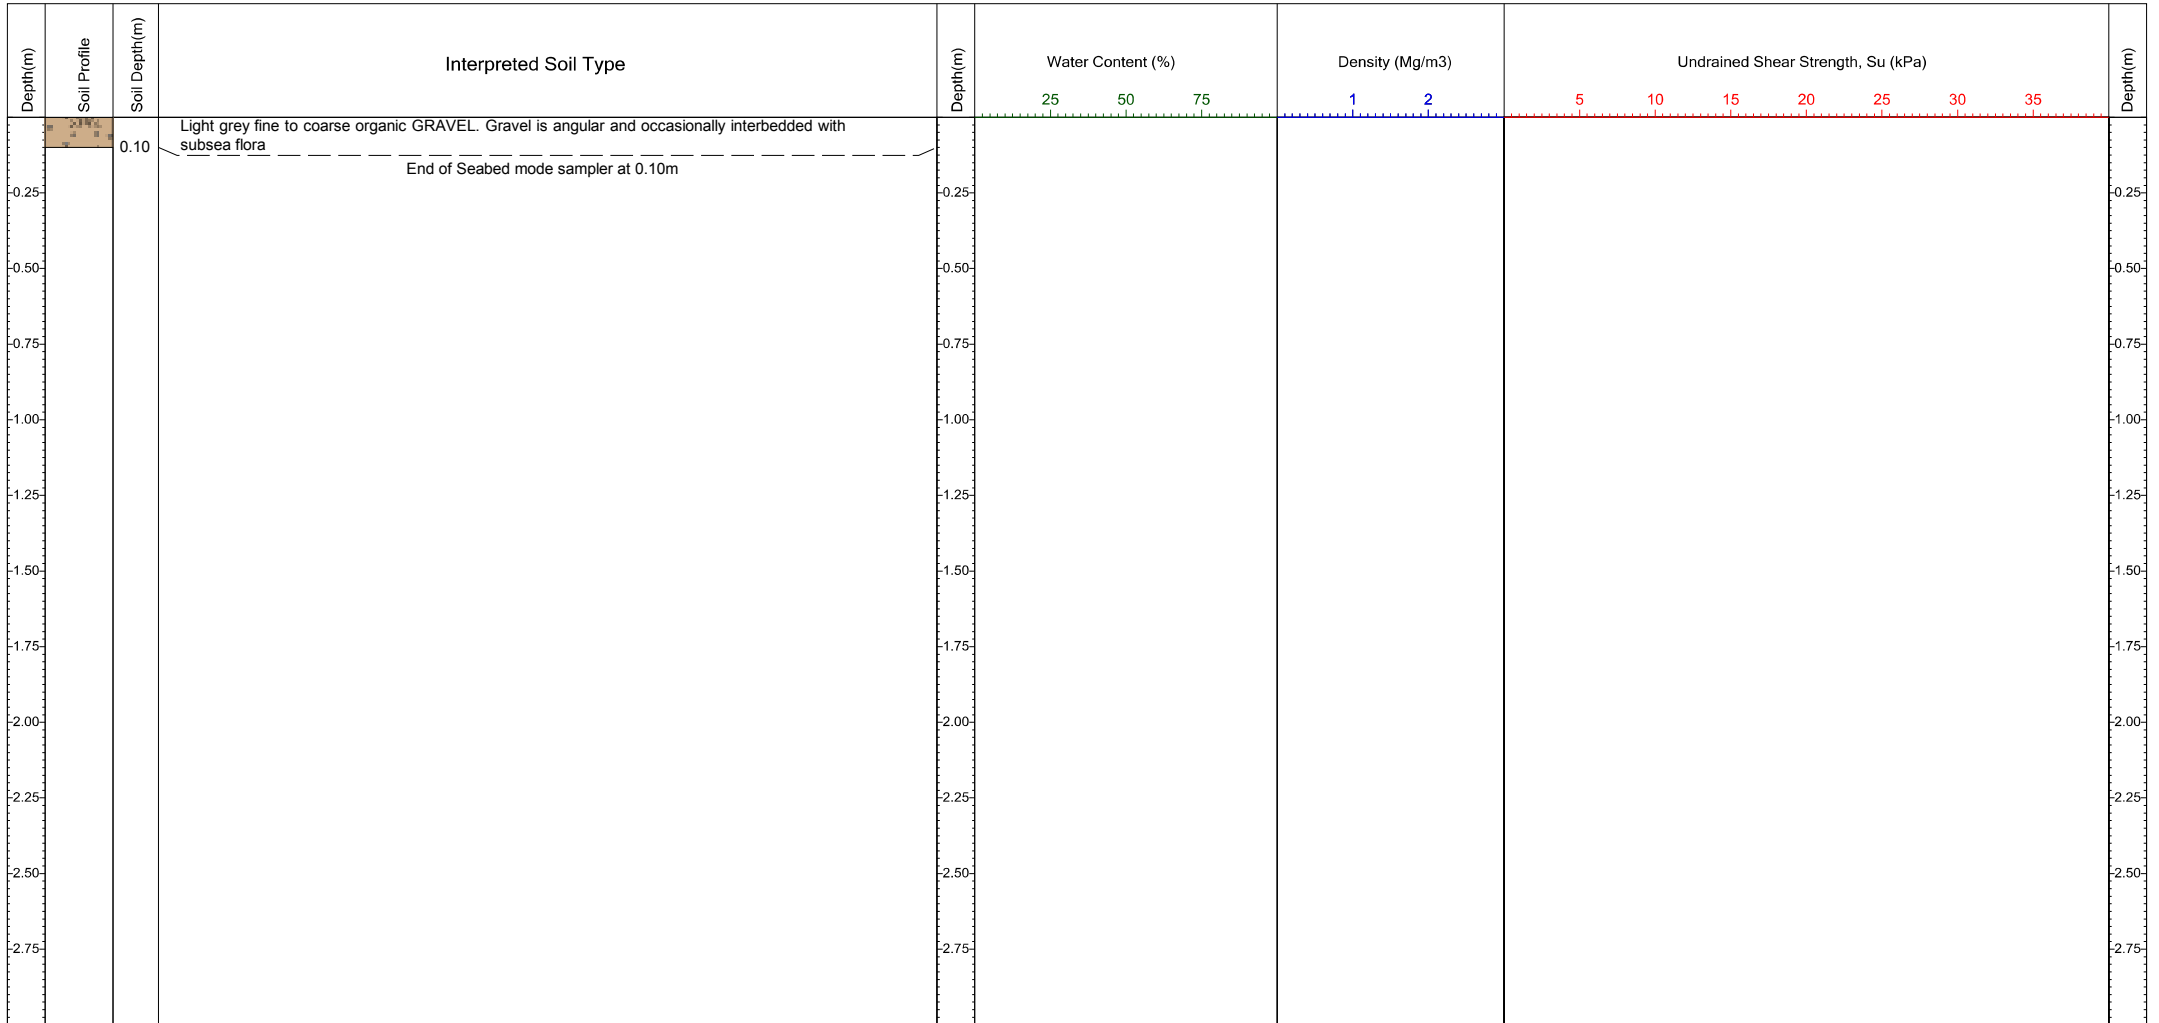 Depth(m)
Soil Profile
Soil Depth(m)
Interpreted Soil Type
Depth(m)
Water Content (%)
25 50 75
Density (Mg/m3)
1 2
Undrained Shear Strength, Su (kPa)
5 10 15 20 25 30 35
Depth(m)
Light grey fine to coarse organic GRAVEL. Gravel is angular and occasionally interbedded with
subsea flora
0.10
End of Seabed mode sampler at 0.10m
0.25 0.25 0.25
0.50 0.50 0.50
0.75 0.75 0.75
1.00 1.00 1.00
1.25 1.25 1.25
1.50 1.50 1.50
1.75 1.75 1.75
2.00 2.00 2.00
2.25 2.25 2.25
2.50 2.50 2.50
2.75 2.75 2.75